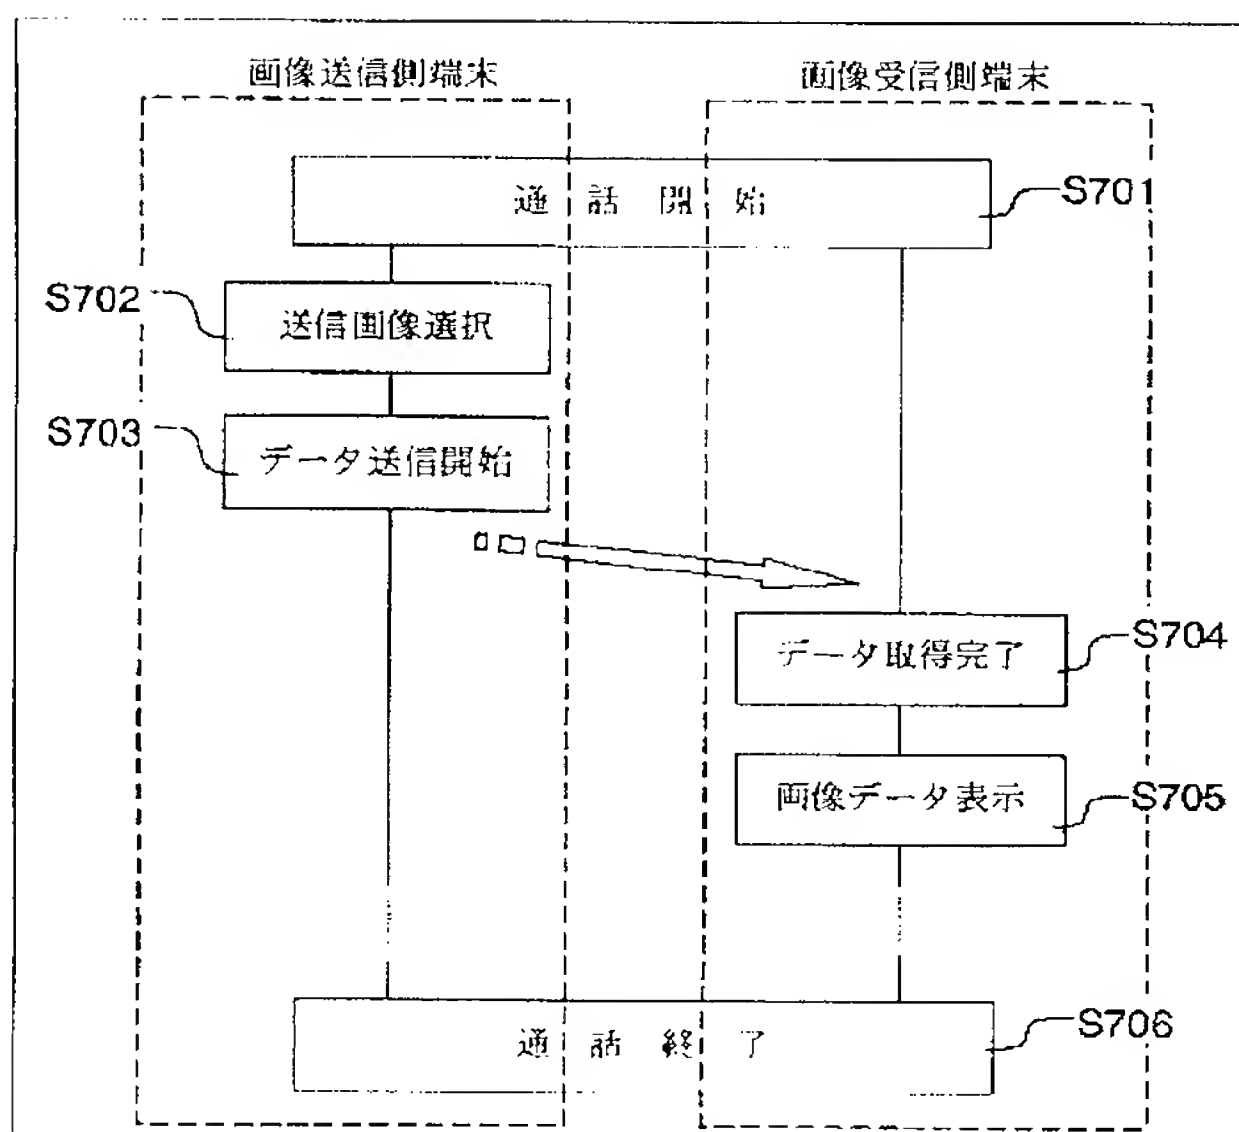 画像送信側端末
画像受信側端末
通話開始
S701
S702
送信画像選択
S703
データ送信開始
データ取得完了
S704
画像データ表示
S705
通話終了
S706